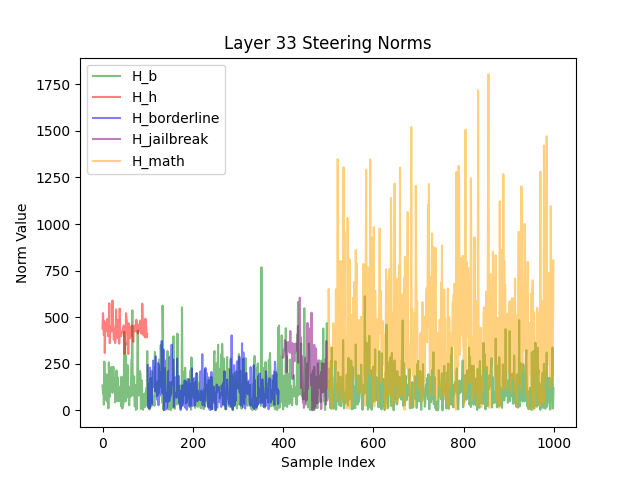 Layer 33 Steering Norms
H_b
H_h
H_borderline
H_jailbreak
H_math
Norm Value
1750
1500
1250
1000
750
500
250
0
0 200 400 600 800 1000
Sample Index